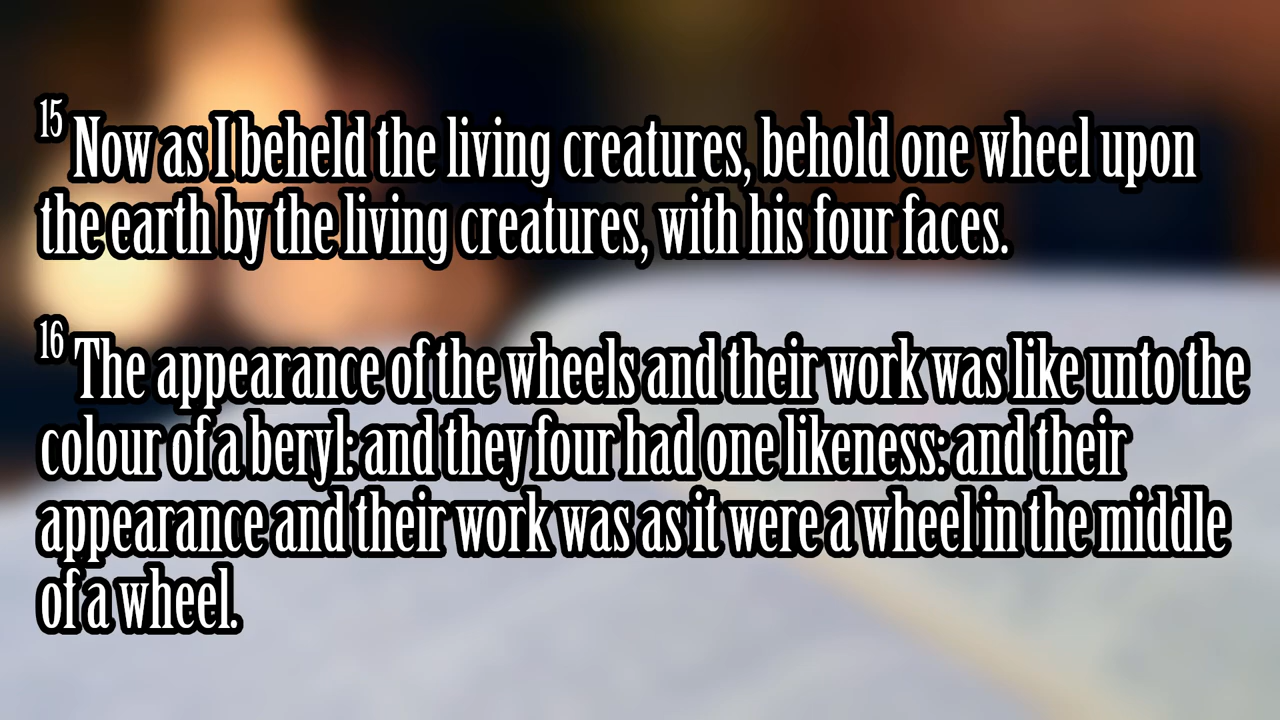 15 Now as I beheld the living creatures, behold one wheel upon
the earth by the living creatures, with his four faces.
16 The appearance of the wheels and their work was like unto the
colour of a beryl: and they four had one likeness: and their
appearance and their work was as it were a wheel in the middle
of a wheel.